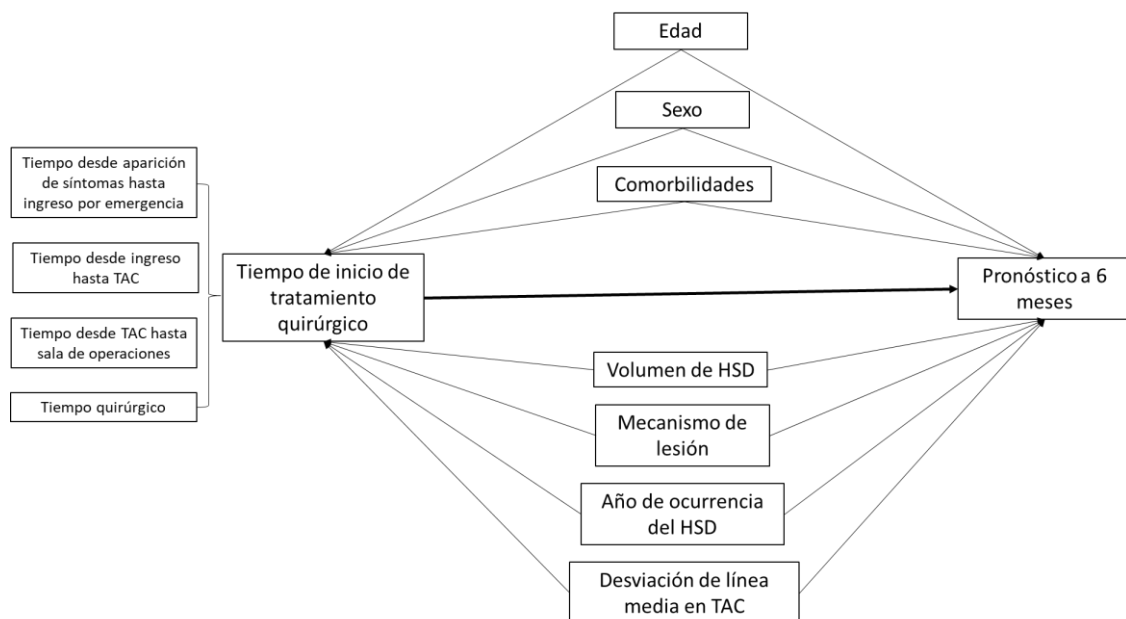 Edad
Sexo
Comorbilidades
Tiempo desde aparición
de síntomas hasta
ingreso por emergencia
Tiempo desde ingreso
hasta TAC
Tiempo desde TAC hasta
sala de operaciones
Tiempo quirúrgico
Tiempo de inicio de
tratamiento
quirúrgico
Pronóstico a 6
meses
Volumen de HSD
Mecanismo de
lesión
Año de ocurrencia
del HSD
Desviación de línea
media en TAC